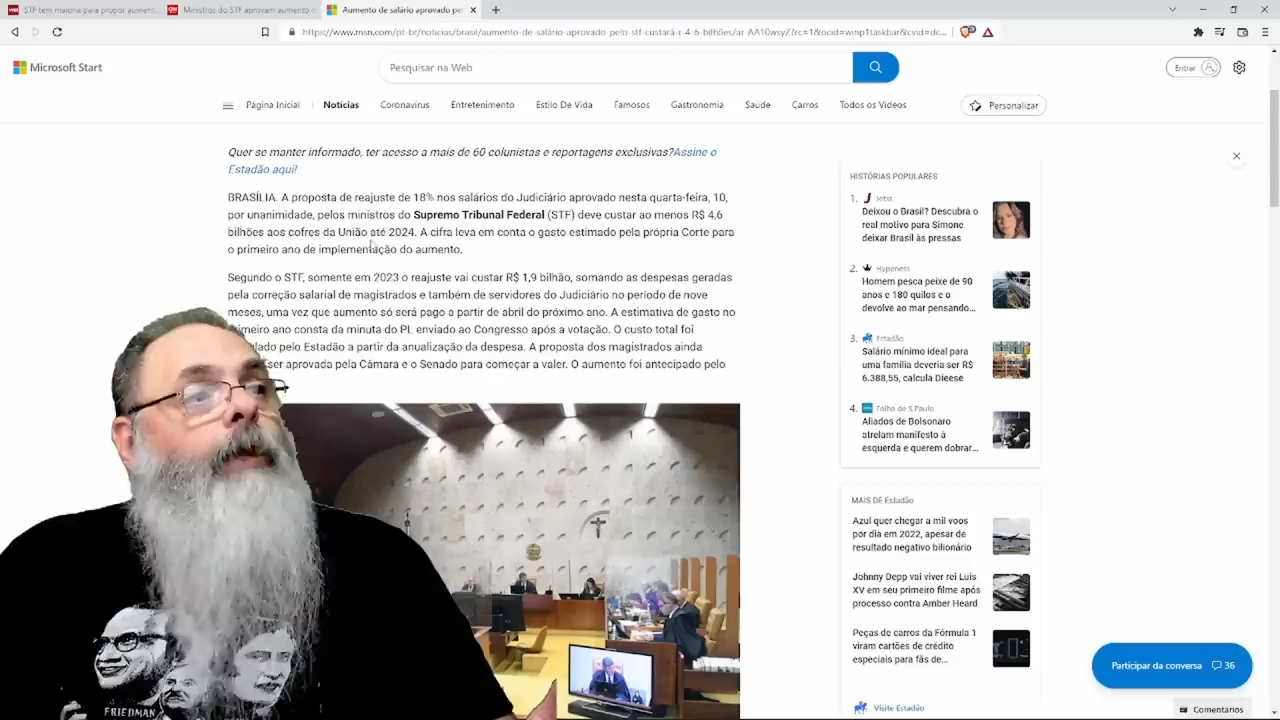 STF tem maioria para propor aument
Ministros do STF aprovam aumento
Aumento de salário aprovado pe
https://www.msn.com/pt-br/noticias/brasil/aumento-de-salário-aprovado-pelo-stf-custará-r-4-6-bilhões/ar-AA10wsyZ?rc=1&ocid=winp1taskbar&cvid=dc...
Microsoft Start
Pesquisar na Web
Entrar
Página Inicial
Notícias
Coronavírus
Entretenimento
Estilo De Vida
Famosos
Gastronomia
Saúde
Carros
Todos os Vídeos
Personalizar
Quer se manter informado, ter acesso a mais de 60 colunistas e reportagens exclusivas?Assine o
Estadão aqui!
BRASÍLIA. A proposta de reajuste de 18% nos salários do Judiciário aprovado nesta quarta-feira, 10,
por unanimidade, pelos ministros do Supremo Tribunal Federal (STF) deve custar ao menos R$ 4,6
bilhões aos cofres da União até 2024. A cifra leva em conta o gasto estimado pela própria Corte para
o primeiro ano de implementação do aumento.
Segundo o STF, somente em 2023 o reajuste vai custar R$ 1,9 bilhão, somando as despesas geradas
pela correção salarial de magistrados e também de servidores do Judiciário no período de nove
meses, uma vez que aumento só será pago a partir de abril do próximo ano. A estimativa de gasto no
imeiro ano consta da minuta do PL enviado ao Congresso após a votação. O custo total foi
ulado pelo Estadão a partir da analização da despesa. A proposta dos magistrados ainda
ser aprovada pela Câmara e o Senado para começar a valer. O aumento foi antecipado pelo
HISTÓRIAS POPULARES
1. Jetss
Deixou o Brasil? Descubra o
real motivo para Simone
deixar Brasil às pressas
2. Hypeness
Homem pesca peixe de 90
anos e 180 quilos e o
devolve ao mar pensando...
3. Estadão
Salário mínimo ideal para
uma família deveria ser R$
6.388,55, calcula Dieese
4. Folha de S.Paulo
Aliados de Bolsonaro
atrelam manifesto à
esquerda e querem dobrar...
MAIS DE Estadão
Azul quer chegar a mil voos
por dia em 2022, apesar de
resultado negativo bilionário
Johnny Depp vai viver rei Luis
XV em seu primeiro filme após
processo contra Amber Heard
Peças de carros da Fórmula 1
viram cartões de crédito
especiais para fãs de...
Visite Estadão
Participar da conversa 36
Comentários
FRIEDMAN